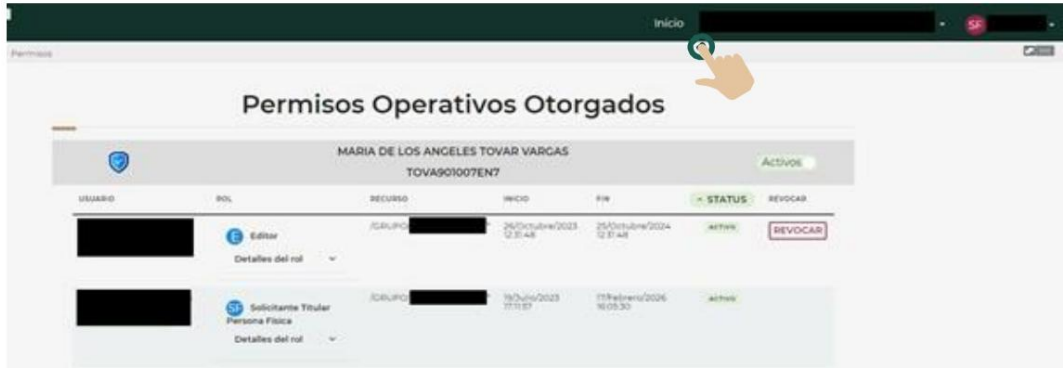 Inicio
SF
Permisos
Permisos Operativos Otorgados
MARIA DE LOS ANGELES TOVAR VARGAS
TOVA901007EN7
Activos
USUARIO ROL RECURSO INICIO FIN STATUS REVOCAR
E Editor /GRUPO 26/Octubre/2023 25/Octubre/2024 ACTIVO REVOCAR
12:31:48 12:31:48
Detalles del rol
SF Solicitante Titular /GRUPO 19/Julio/2023 17/Febrero/2026 ACTIVO
Persona Física 17:11:57 16:05:30
Detalles del rol